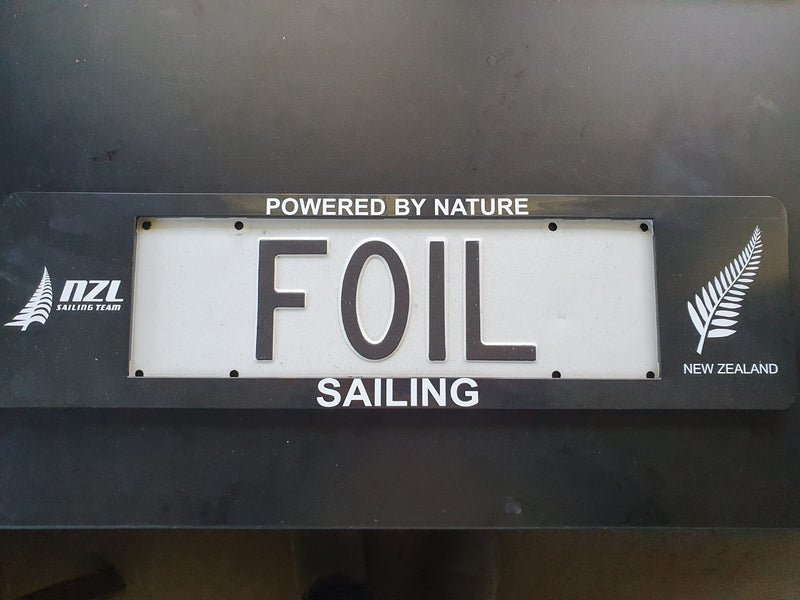 POWERED BY NATURE
NZL
SAILING TEAM
FOIL
NEW ZEALAND
SAILING